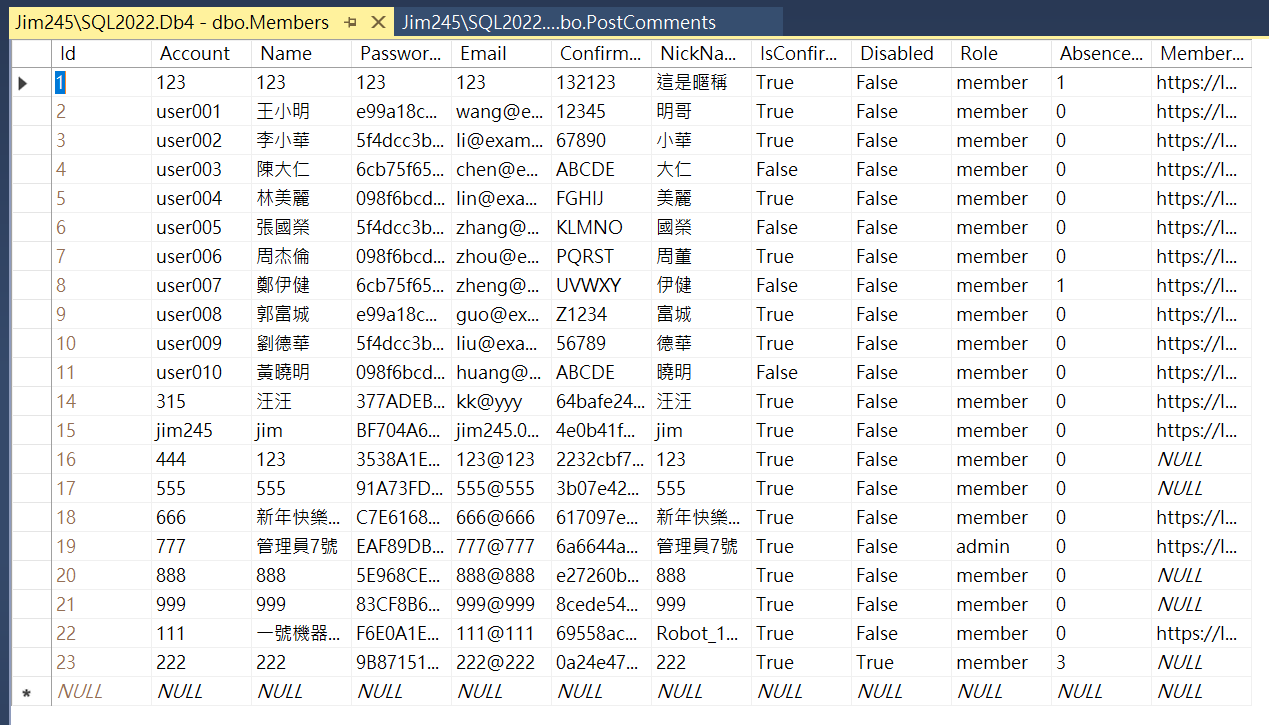 Jim245\SQL2022.Db4 - dbo.Members Jim245\SQL2022....bo.PostComments
Id Account Name Passwor... Email Confirm... NickNa... IsConfir... Disabled Role Absence... Member...
1 123 123 123 123 132123 這是暱稱 True False member 1 https://l...
2 user001 王小明 e99a18c... wang@e... 12345 明哥 True False member 0 https://l...
3 user002 李小華 5f4dcc3b... li@exam... 67890 小華 True False member 0 https://l...
4 user003 陳大仁 6cb75f65... chen@e... ABCDE 大仁 False False member 0 https://l...
5 user004 林美麗 098f6bcd... lin@exa... FGHIJ 美麗 True False member 0 https://l...
6 user005 張國榮 5f4dcc3b... zhang@... KLMNO 國榮 False False member 0 https://l...
7 user006 周杰倫 098f6bcd... zhou@e... PQRST 周董 True False member 0 https://l...
8 user007 鄭伊健 6cb75f65... zheng@... UVWXY 伊健 False False member 1 https://l...
9 user008 郭富城 e99a18c... guo@ex... Z1234 富城 True False member 0 https://l...
10 user009 劉德華 5f4dcc3b... liu@exa... 56789 德華 True False member 0 https://l...
11 user010 黃曉明 098f6bcd... huang@... ABCDE 曉明 False False member 0 https://l...
14 315 汪汪 377ADEB... kk@yyy 64bafe24... 汪汪 True False member 0 https://l...
15 jim245 jim BF704A6... jim245.0... 4e0b41f... jim True False member 0 https://l...
16 444 123 3538A1E... 123@123 2232cbf7... 123 True False member 0 NULL
17 555 555 91A73FD... 555@555 3b07e42... 555 True False member 0 NULL
18 666 新年快樂... C7E6168... 666@666 617097e... 新年快樂... True False member 0 https://l...
19 777 管理員7號 EAF89DB... 777@777 6a6644a... 管理員7號 True False admin 0 https://l...
20 888 888 5E968CE... 888@888 e27260b... 888 True False member 0 NULL
21 999 999 83CF8B6... 999@999 8cede54... 999 True False member 0 NULL
22 111 一號機器... F6E0A1E... 111@111 69558ac... Robot_1... True False member 0 https://l...
23 222 222 9B87151... 222@222 0a24e47... 222 True True member 3 NULL
NULL NULL NULL NULL NULL NULL NULL NULL NULL NULL NULL NULL